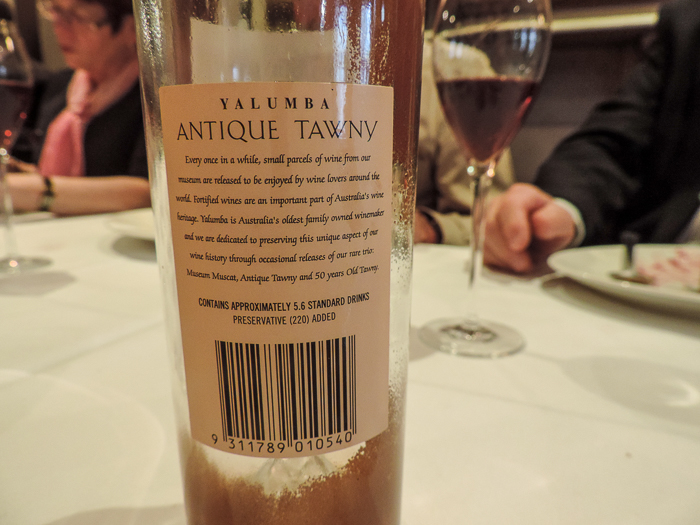 YALUMBA
ANTIQUE TAWNY
Every once in a while, small parcels of wine from our
museum are released to be enjoyed by wine lovers around the
world. Fortified wines are an important part of Australia's wine
heritage. Yalumba is Australia's oldest family owned winemaker
and we are dedicated to preserving this unique aspect of our
wine history through occasional releases of our rare trio:
Museum Muscat, Antique Tawny and 50 years Old Tawny.
CONTAINS APPROXIMATELY 5.6 STANDARD DRINKS
PRESERVATIVE (220) ADDED
9 311789 010540